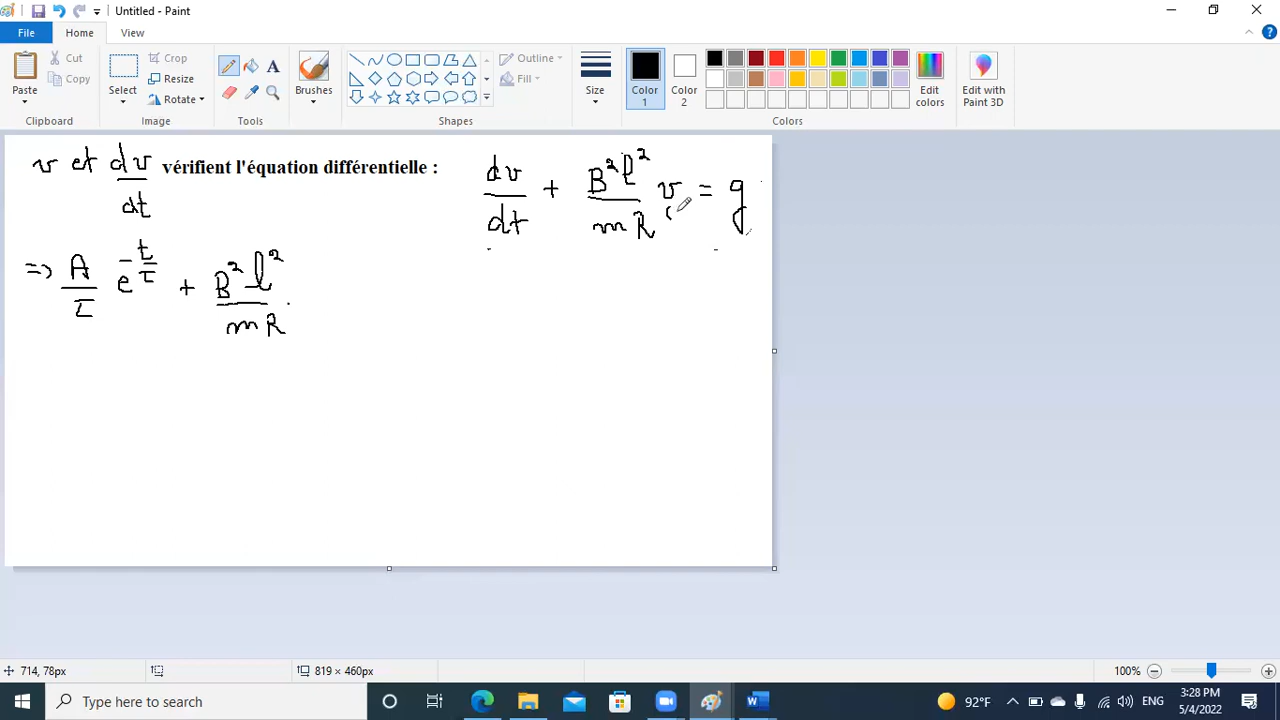 Untitled - Paint
File Home View
Paste Cut Copy Clipboard
Select Crop Resize Rotate Image
Tools
Brushes
Outline Fill Shapes
Size
Color 1
Color 2
Edit colors
Edit with Paint 3D
Colors
v et dv/dt vérifient l'équation différentielle : dv/dt + B²l²/mR v = g
=> A/τ e^-t/τ + B²l²/mR
714, 78px 819 × 460px 100%
Type here to search 92°F ENG 3:28 PM
5/4/2022